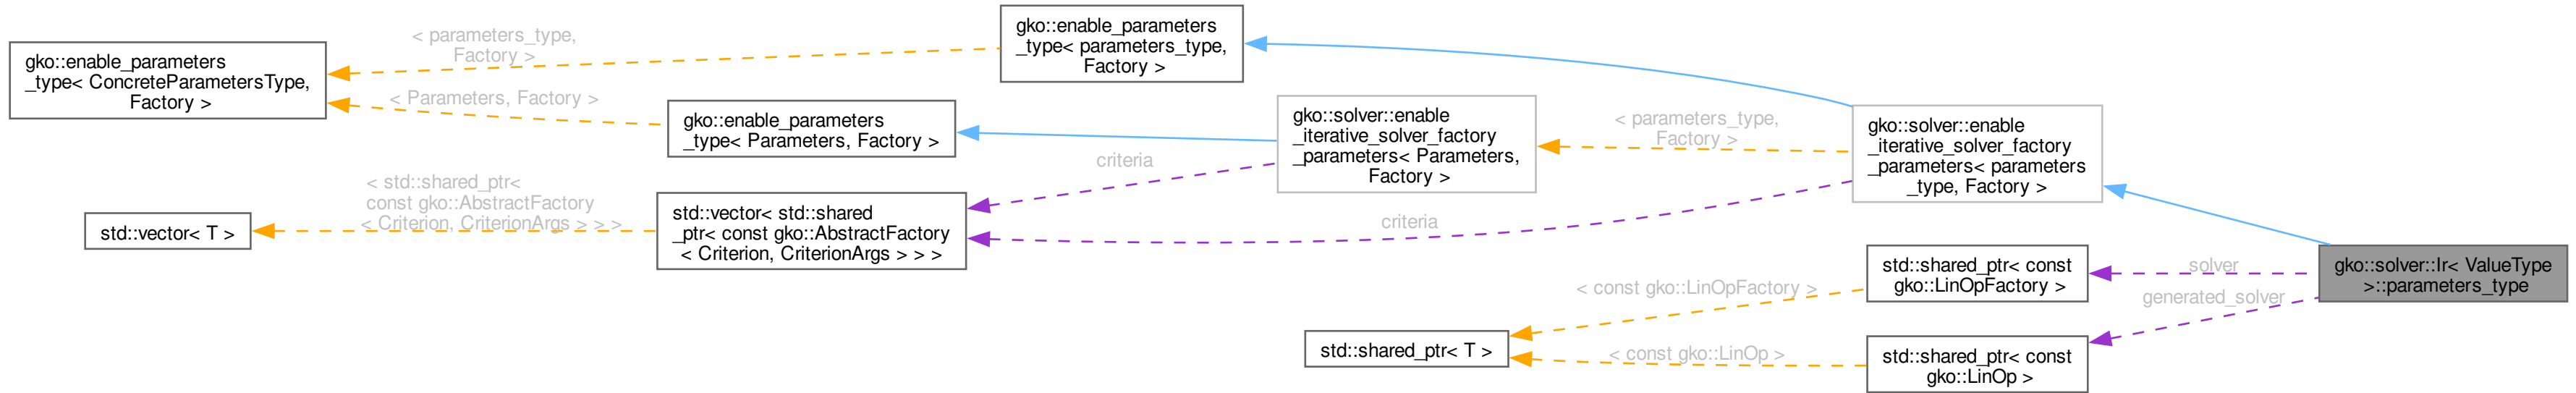 gko::enable_parameters
_type< ConcreteParametersType,
Factory >
< parameters_type,
Factory >
< Parameters, Factory >
gko::enable_parameters
_type< parameters_type,
Factory >
gko::enable_parameters
_type< Parameters, Factory >
gko::solver::enable
_iterative_solver_factory
_parameters< Parameters,
Factory >
< parameters_type,
Factory >
gko::solver::enable
_iterative_solver_factory
_parameters< parameters
_type, Factory >
criteria
criteria
std::vector< T >
< std::shared_ptr<
const gko::AbstractFactory
< Criterion, CriterionArgs > > >
std::vector< std::shared
_ptr< const gko::AbstractFactory
< Criterion, CriterionArgs > > >
std::shared_ptr< T >
< const gko::LinOpFactory >
< const gko::LinOp >
std::shared_ptr< const
gko::LinOpFactory >
std::shared_ptr< const
gko::LinOp >
solver
generated_solver
gko::solver::Ir< ValueType
>::parameters_type